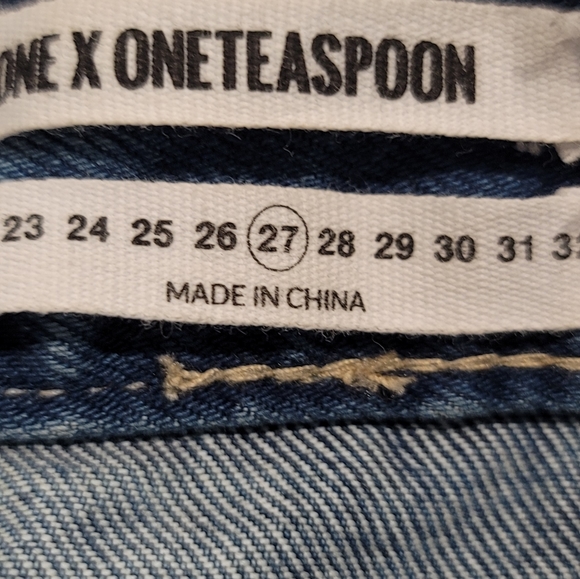 ONE X ONETEASPOON
23 24 25 26 27 28 29 30 31
MADE IN CHINA